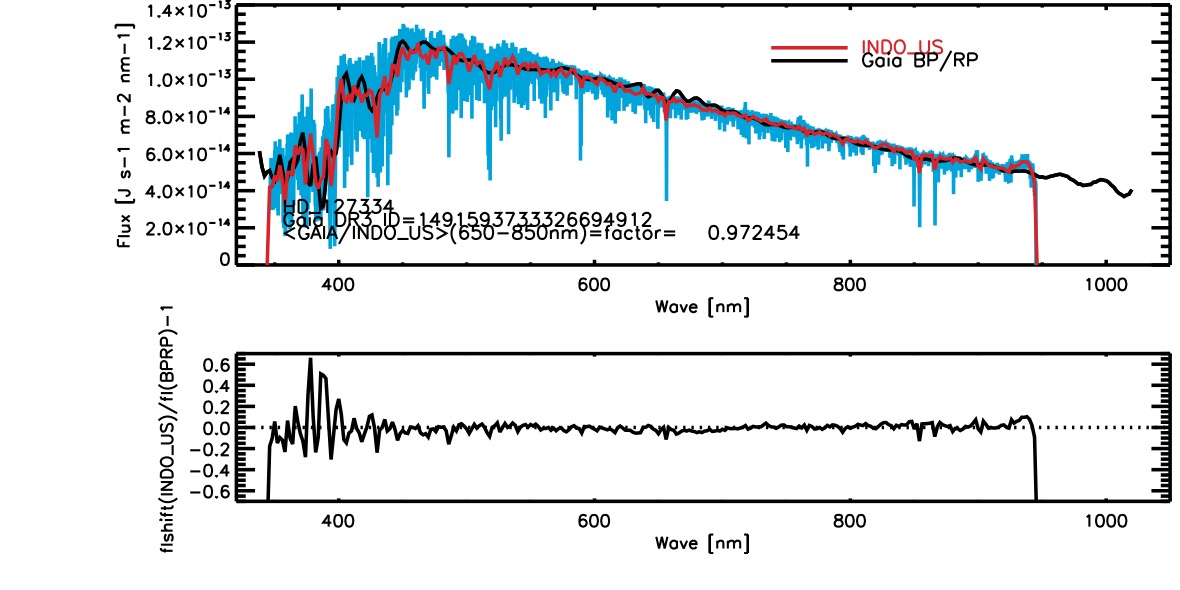 1.4×10−13
1.2×10−13
1.0×10−13
8.0×10−14
6.0×10−14
4.0×10−14
2.0×10−14
0
Flux [J s−1 m−2 nm−1]
INDO_US
Gaia BP/RP
HD_127334
Gaia DR3 ID=1491593733326694912
<GAIA/INDO_US>(650−850nm)=factor= 0.972454
400 600 800 1000
Wave [nm]
0.6
0.4
0.2
0.0
−0.2
−0.4
−0.6
flshift(INDO_US)/fl(BPRP)−1
400 600 800 1000
Wave [nm]